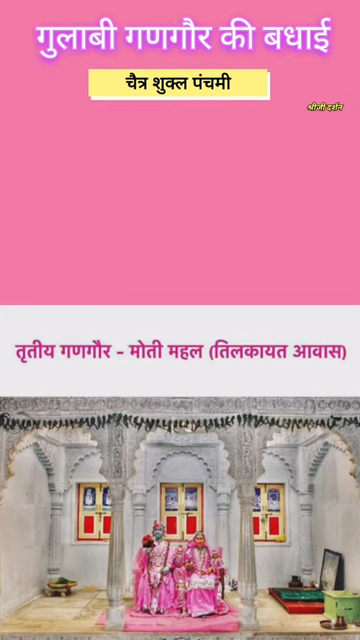 गुलाबी गणगौर की बधाई
चैत्र शुक्ल पंचमी
श्रीजी दर्शन
तृतीय गणगौर - मोती महल (तिलकायत आवास)